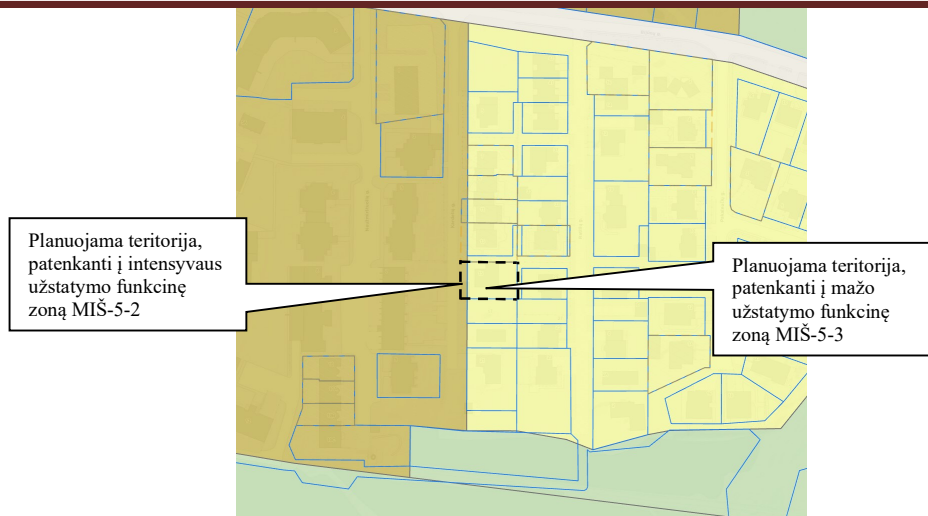 Planuojama teritorija,
patenkanti į intensyvaus
užstatymo funkcinę
zoną MIŠ-5-2
Planuojama teritorija,
patenkanti į mažo
užstatymo funkcinę
zoną MIŠ-5-3